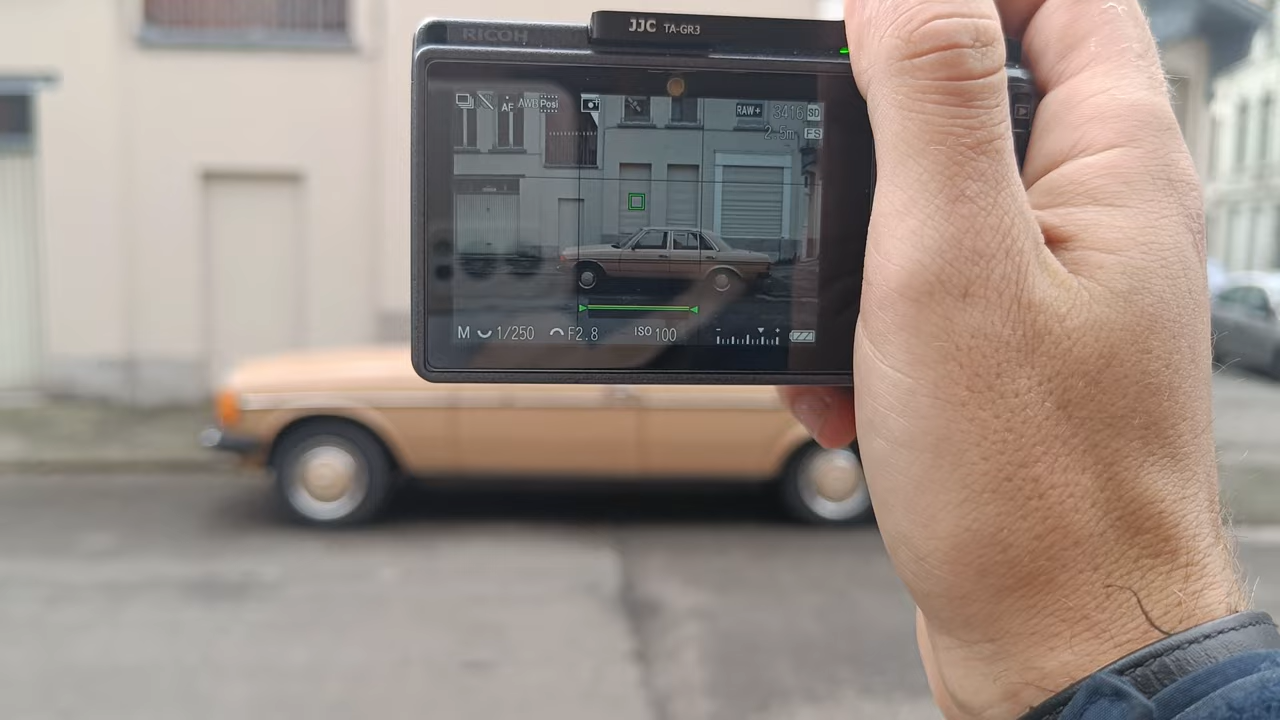 JJC TA-GR3
RICOH
AF AWB Posi RAW+ 3416 SD
2.5m FS
M 1/250 F2.8 ISO 100 - +